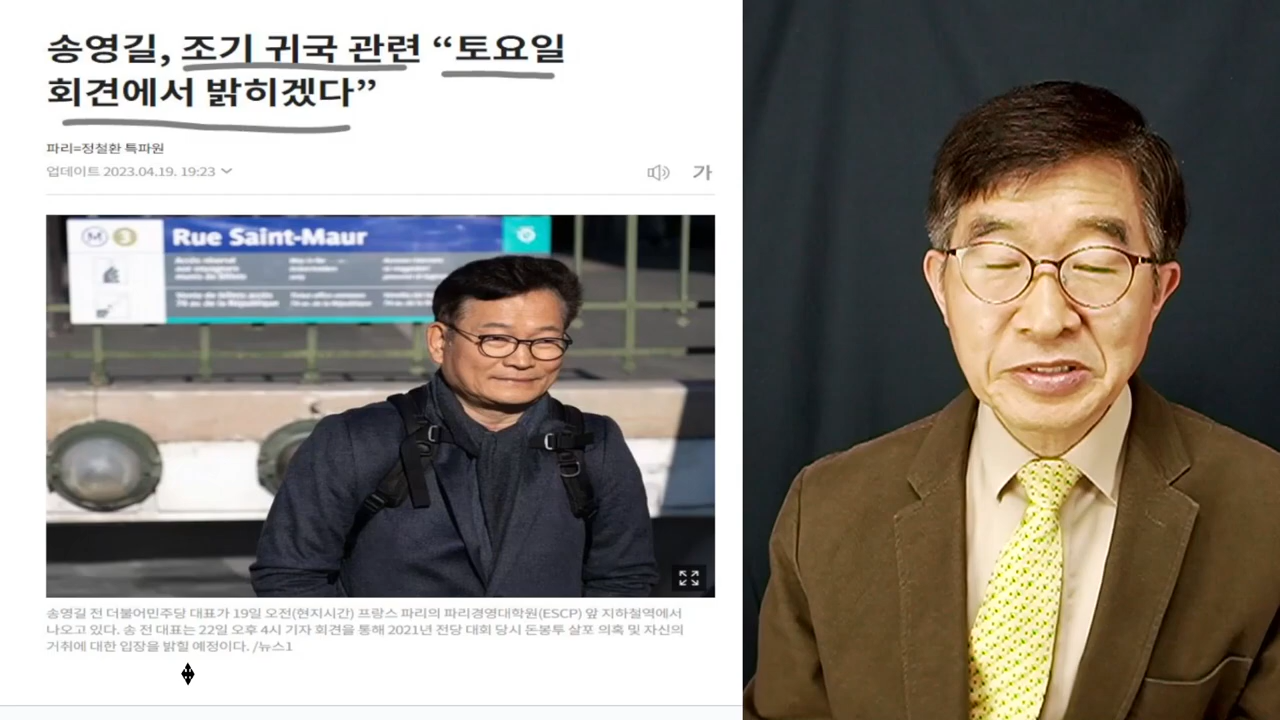 송영길, 조기 귀국 관련 “토요일
회견에서 밝히겠다”
파리=정철환 특파원
업데이트 2023.04.19. 19:23
가
M 3 Rue Saint-Maur
송영길 전 더불어민주당 대표가 19일 오전(현지시간) 프랑스 파리의 파리경영대학원(ESCP) 앞 지하철역에서
나오고 있다. 송 전 대표는 22일 오후 4시 기자 회견을 통해 2021년 전당 대회 당시 돈봉투 살포 의혹 및 자신의
거취에 대한 입장을 밝힐 예정이다. /뉴스1